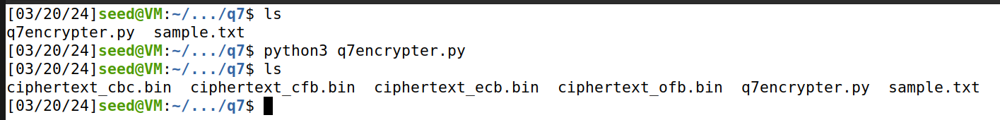 [03/20/24]seed@VM:~/.../q7$ ls
q7encrypter.py  sample.txt
[03/20/24]seed@VM:~/.../q7$ python3 q7encrypter.py
[03/20/24]seed@VM:~/.../q7$ ls
ciphertext_cbc.bin  ciphertext_cfb.bin  ciphertext_ecb.bin  ciphertext_ofb.bin  q7encrypter.py  sample.txt
[03/20/24]seed@VM:~/.../q7$